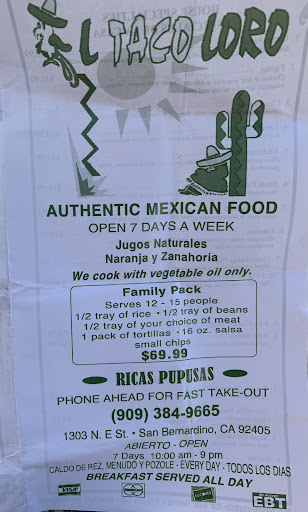 EL TACO LORO
AUTHENTIC MEXICAN FOOD
OPEN 7 DAYS A WEEK
Jugos Naturales
Naranja y Zanahoria
We cook with vegetable oil only.
Family Pack
Serves 12 - 15 people
1/2 tray of rice • 1/2 tray of beans
1/2 tray of your choice of meat
1 pack of tortillas • 16 oz. salsa
small chips
$69.99
RICAS PUPUSAS
PHONE AHEAD FOR FAST TAKE-OUT
(909) 384-9665
1303 N. E St. • San Bernardino, CA 92405
ABIERTO - OPEN
7 Days 10:00 am - 9 pm
CALDO DE REZ, MENUDO Y POZOLE - EVERY DAY - TODOS LOS DIAS
BREAKFAST SERVED ALL DAY
VISA
EBT